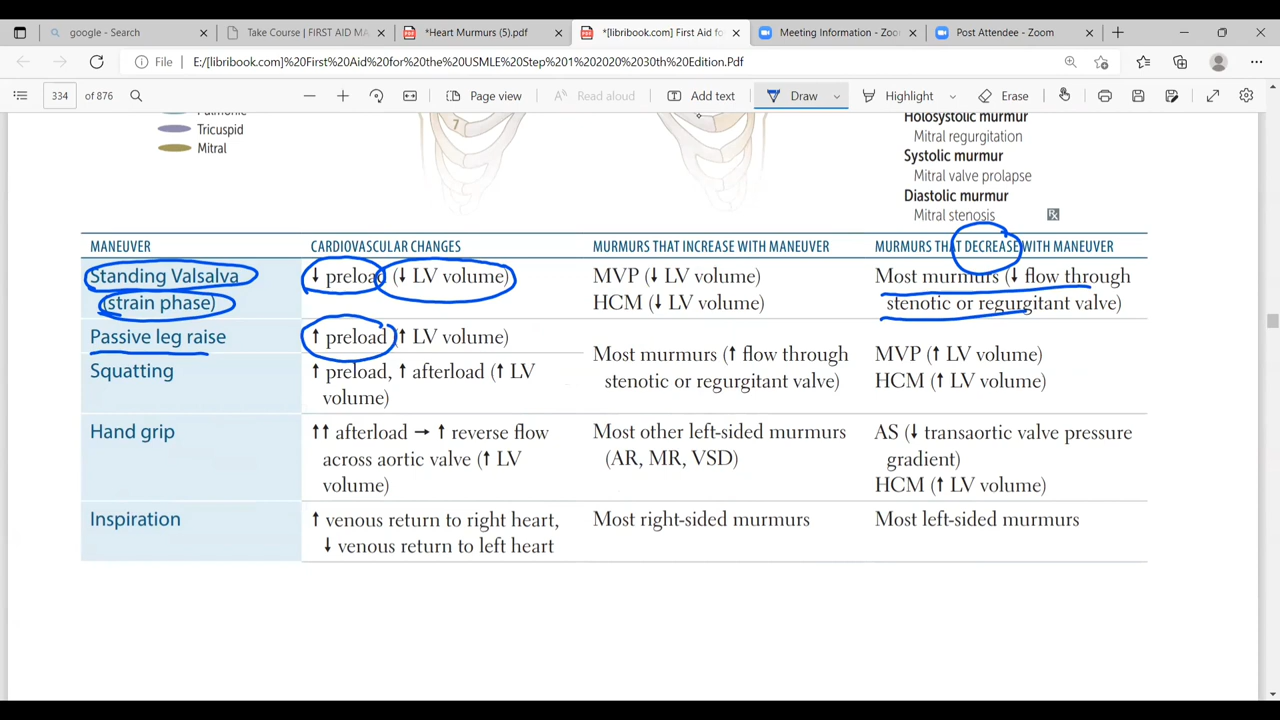 google - Search
Take Course | FIRST AID MA
*Heart Murmurs (5).pdf
*[libribook.com] First Aid fo
Meeting Information - Zoo
Post Attendee - Zoom
File
E:/[libribook.com]%20First%20Aid%20for%20the%20USMLE%20Step%201%202020%2030th%20Edition.Pdf
334 of 876
Page view
Read aloud
Add text
Draw
Highlight
Erase
Tricuspid
Mitral
7
Holosystolic murmur
Mitral regurgitation
Systolic murmur
Mitral valve prolapse
Diastolic murmur
Mitral stenosis
MANEUVER CARDIOVASCULAR CHANGES MURMURS THAT INCREASE WITH MANEUVER MURMURS THAT DECREASE WITH MANEUVER
Standing Valsalva
(strain phase)
↓ preload (↓ LV volume)
MVP (↓ LV volume)
HCM (↓ LV volume)
Most murmurs (↓ flow through
stenotic or regurgitant valve)
Passive leg raise
↑ preload (↑ LV volume)
Squatting
↑ preload, ↑ afterload (↑ LV
volume)
Most murmurs (↑ flow through
stenotic or regurgitant valve)
MVP (↑ LV volume)
HCM (↑ LV volume)
Hand grip
↑↑ afterload → ↑ reverse flow
across aortic valve (↑ LV
volume)
Most other left-sided murmurs
(AR, MR, VSD)
AS (↓ transaortic valve pressure
gradient)
HCM (↑ LV volume)
Inspiration
↑ venous return to right heart,
↓ venous return to left heart
Most right-sided murmurs
Most left-sided murmurs